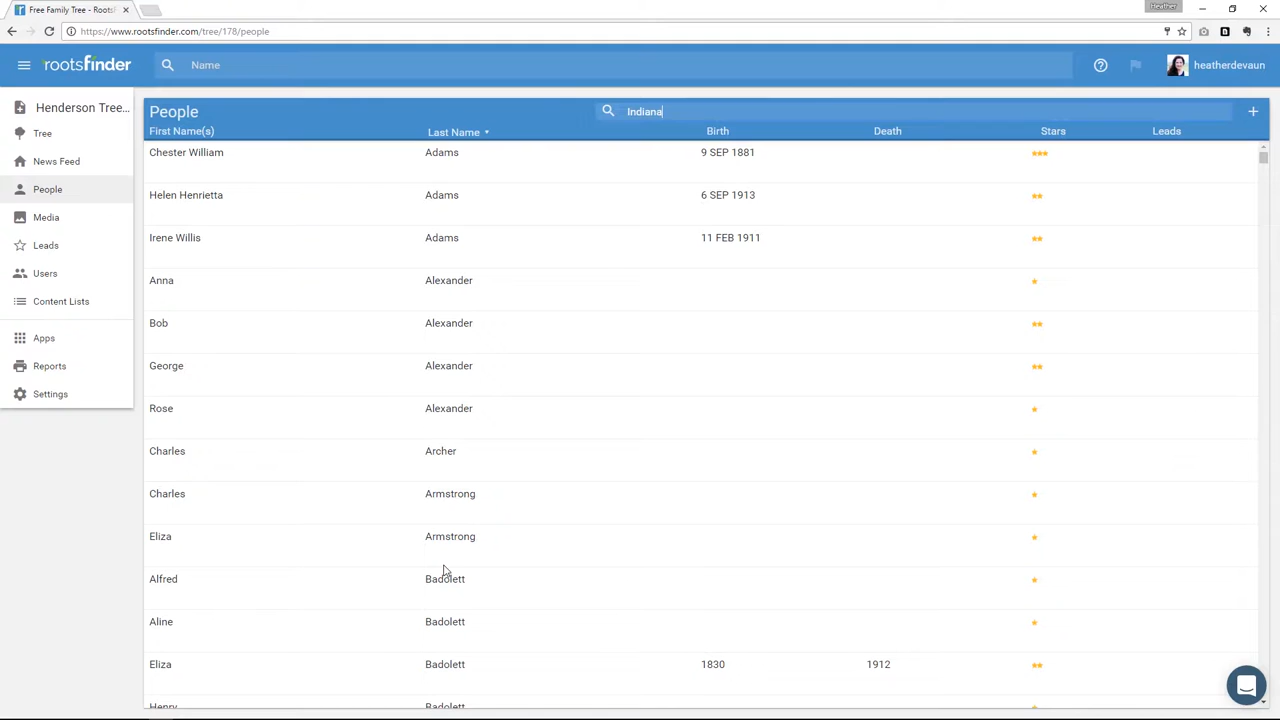 Free Family Tree - RootsF
Heather
https://www.rootsfinder.com/tree/178/people
rootsfinder
Name
heatherdevaun
Henderson Tree...
Tree
News Feed
People
Media
Leads
Users
Content Lists
Apps
Reports
Settings
People
Indiana
First Name(s) Last Name Birth Death Stars Leads
Chester William Adams 9 SEP 1881
Helen Henrietta Adams 6 SEP 1913
Irene Willis Adams 11 FEB 1911
Anna Alexander
Bob Alexander
George Alexander
Rose Alexander
Charles Archer
Charles Armstrong
Eliza Armstrong
Alfred Badolett
Aline Badolett
Eliza Badolett 1830 1912
Henry Badolett